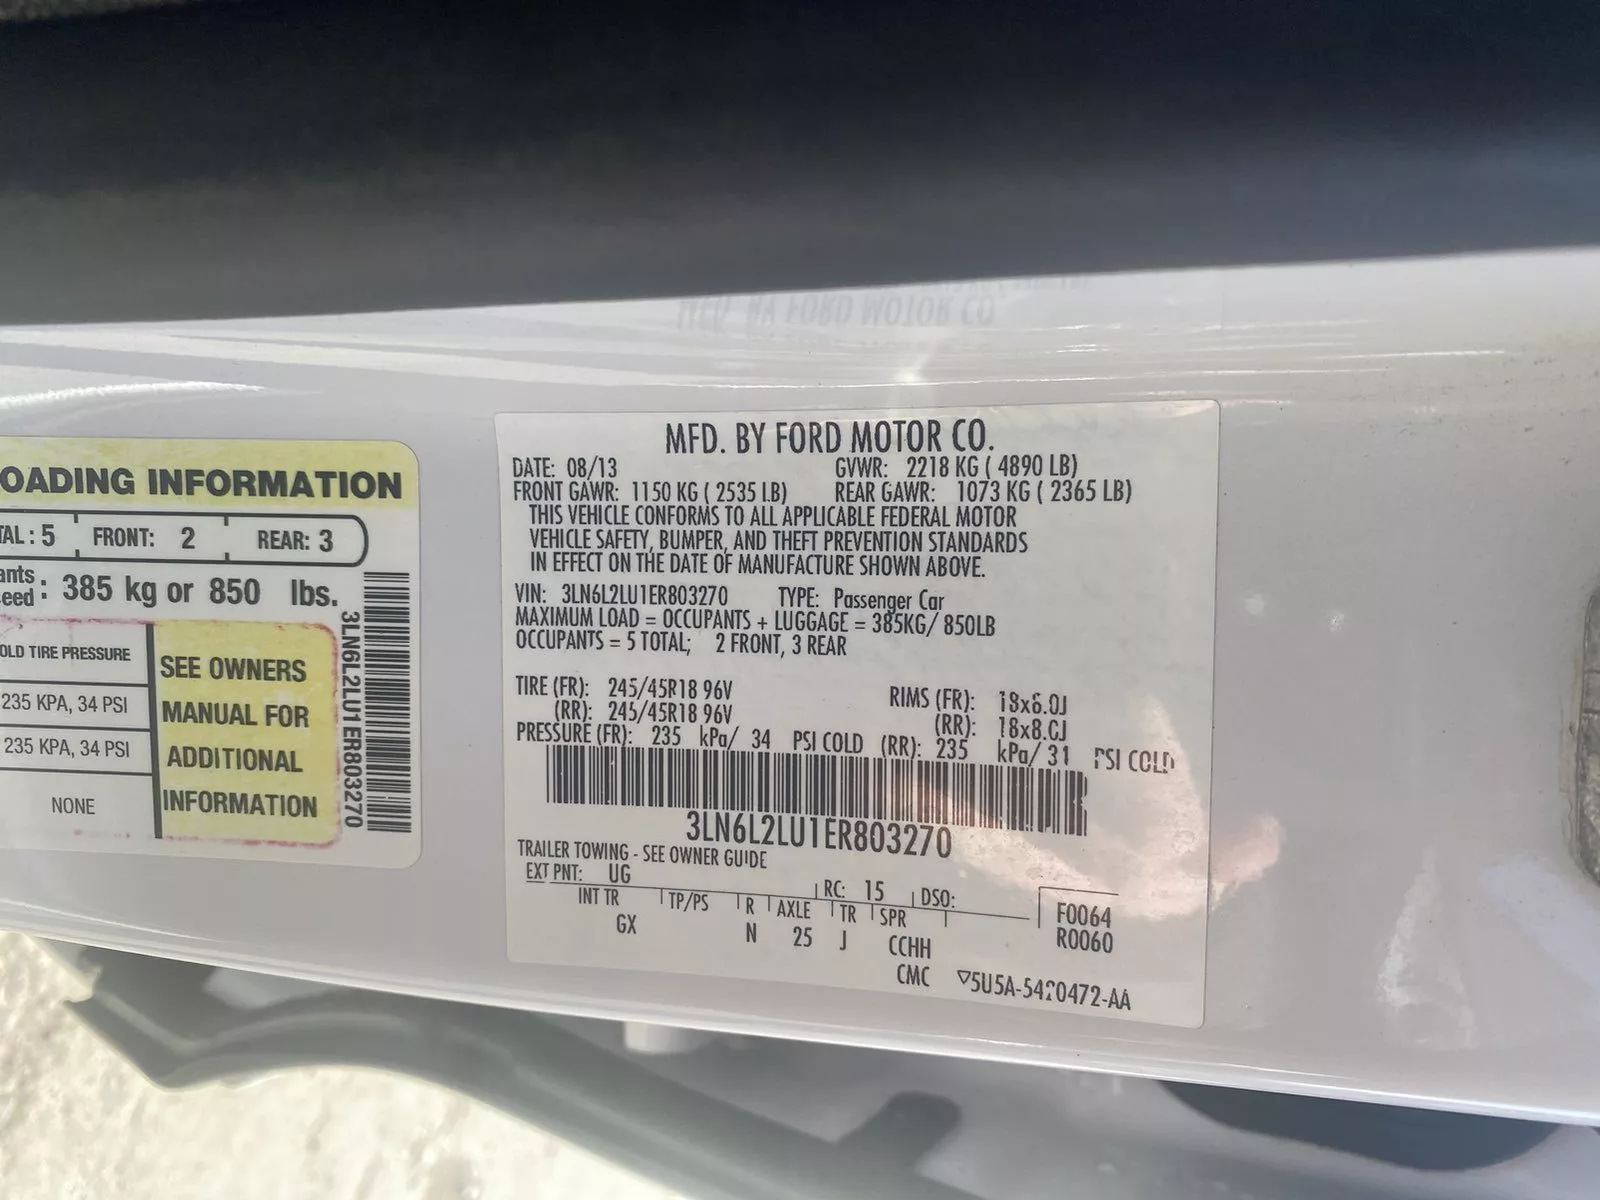 OADING INFORMATION
TAL : 5 FRONT: 2 REAR: 3
ants
eed : 385 kg or 850 lbs.
OLD TIRE PRESSURE
235 KPA, 34 PSI
235 KPA, 34 PSI
NONE
SEE OWNERS
MANUAL FOR
ADDITIONAL
INFORMATION
3LN6L2LU1ER803270
MFD. BY FORD MOTOR CO.
DATE: 08/13 GVWR: 2218 KG ( 4890 LB)
FRONT GAWR: 1150 KG ( 2535 LB) REAR GAWR: 1073 KG ( 2365 LB)
THIS VEHICLE CONFORMS TO ALL APPLICABLE FEDERAL MOTOR
VEHICLE SAFETY, BUMPER, AND THEFT PREVENTION STANDARDS
IN EFFECT ON THE DATE OF MANUFACTURE SHOWN ABOVE.
VIN: 3LN6L2LU1ER803270 TYPE: Passenger Car
MAXIMUM LOAD = OCCUPANTS + LUGGAGE = 385KG/ 850LB
OCCUPANTS = 5 TOTAL; 2 FRONT, 3 REAR
TIRE (FR): 245/45R18 96V RIMS (FR): 18x8.0J
(RR): 245/45R18 96V (RR): 18x8.0J
PRESSURE (FR): 235 kPa/ 34 PSI COLD (RR): 235 kPa/ PSI COLD
3LN6L2LU1ER803270
TRAILER TOWING - SEE OWNER GUIDE
EXT PNT: UG RC: 15 DSO:
INT TR TP/PS R AXLE TR SPR
GX N 25 J CCHH
CMC
F0064
R0060
▽5U5A-5420472-AA